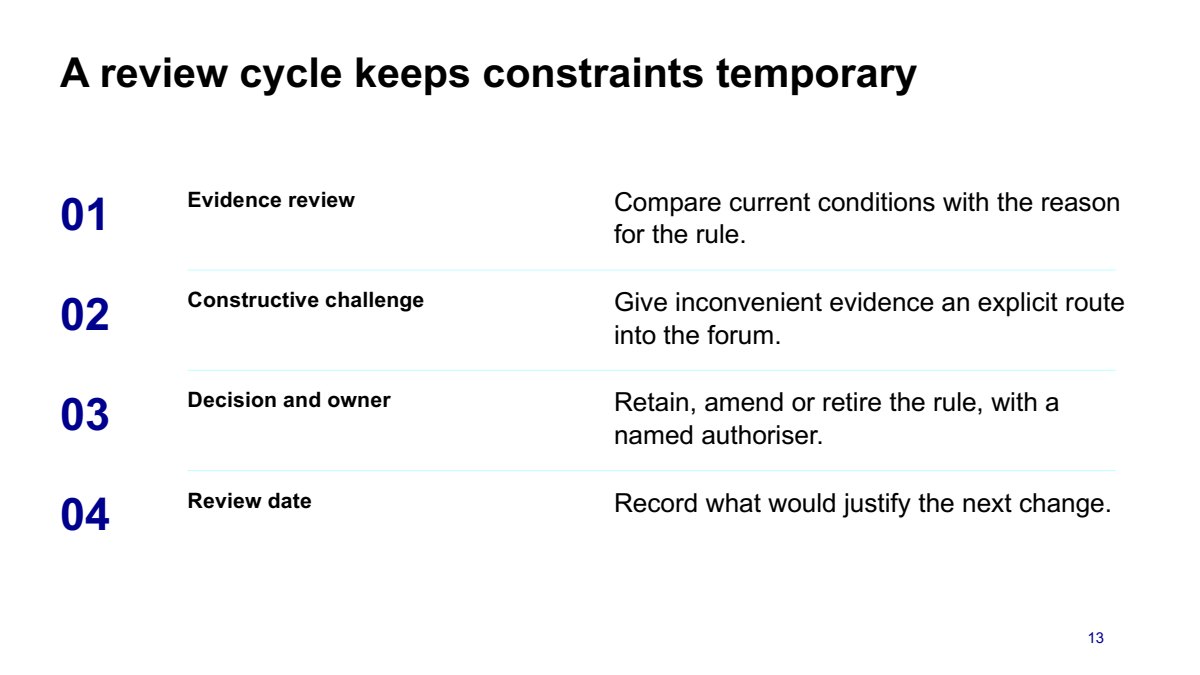 A review cycle keeps constraints temporary
01
Evidence review
Compare current conditions with the reason
for the rule.
02
Constructive challenge
Give inconvenient evidence an explicit route
into the forum.
03
Decision and owner
Retain, amend or retire the rule, with a
named authoriser.
04
Review date
Record what would justify the next change.
13